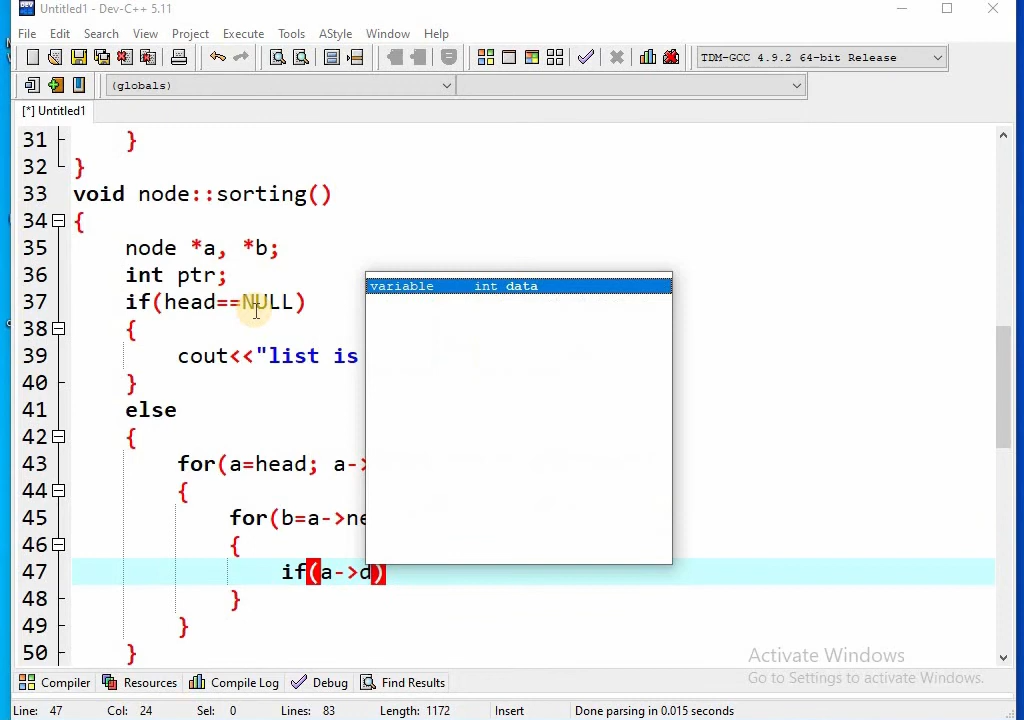 Untitled1 - Dev-C++ 5.11
File Edit Search View Project Execute Tools AStyle Window Help
TDM-GCC 4.9.2 64-bit Release
(globals)
[*] Untitled1
31 }
32 }
33 void node::sorting()
34 {
35 node *a, *b;
36 int ptr;
37 if(head==NULL)
38 {
39 cout<<"list is
40 }
41 else
42 {
43 for(a=head; a->
44 {
45 for(b=a->ne
46 {
47 if(a->d)
48 }
49 }
50 }
variable int data
Activate Windows
Go to Settings to activate Windows.
Compiler Resources Compile Log Debug Find Results
Line: 47 Col: 24 Sel: 0 Lines: 83 Length: 1172 Insert Done parsing in 0.015 seconds